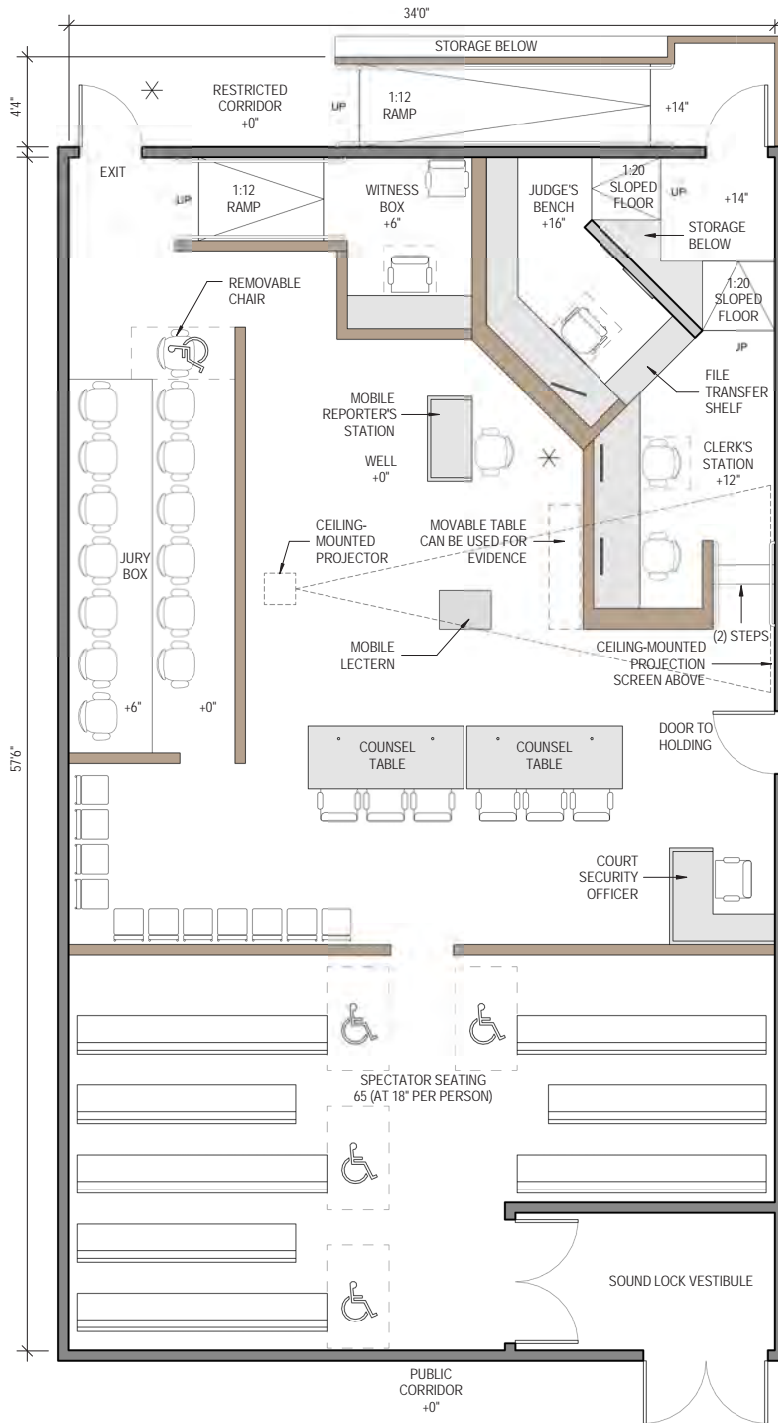 34'0"
STORAGE BELOW
4'4"
RESTRICTED
CORRIDOR
+0"
UP
1:12
RAMP
+14"
EXIT
UP
1:12
RAMP
WITNESS
BOX
+6"
JUDGE'S
BENCH
+16"
1:20
SLOPED
FLOOR
UP
+14"
STORAGE
BELOW
1:20
SLOPED
FLOOR
REMOVABLE
CHAIR
FILE
TRANSFER
SHELF
MOBILE
REPORTER'S
STATION
WELL
+0"
CLERK'S
STATION
+12"
CEILING-
MOUNTED
PROJECTOR
MOVABLE TABLE
CAN BE USED FOR
EVIDENCE
JURY
BOX
MOBILE
LECTERN
(2) STEPS
CEILING-MOUNTED
PROJECTION
SCREEN ABOVE
+6"
+0"
DOOR TO
HOLDING
COUNSEL
TABLE
COUNSEL
TABLE
57'6"
COURT
SECURITY
OFFICER
SPECTATOR SEATING
65 (AT 18" PER PERSON)
SOUND LOCK VESTIBULE
PUBLIC
CORRIDOR
+0"